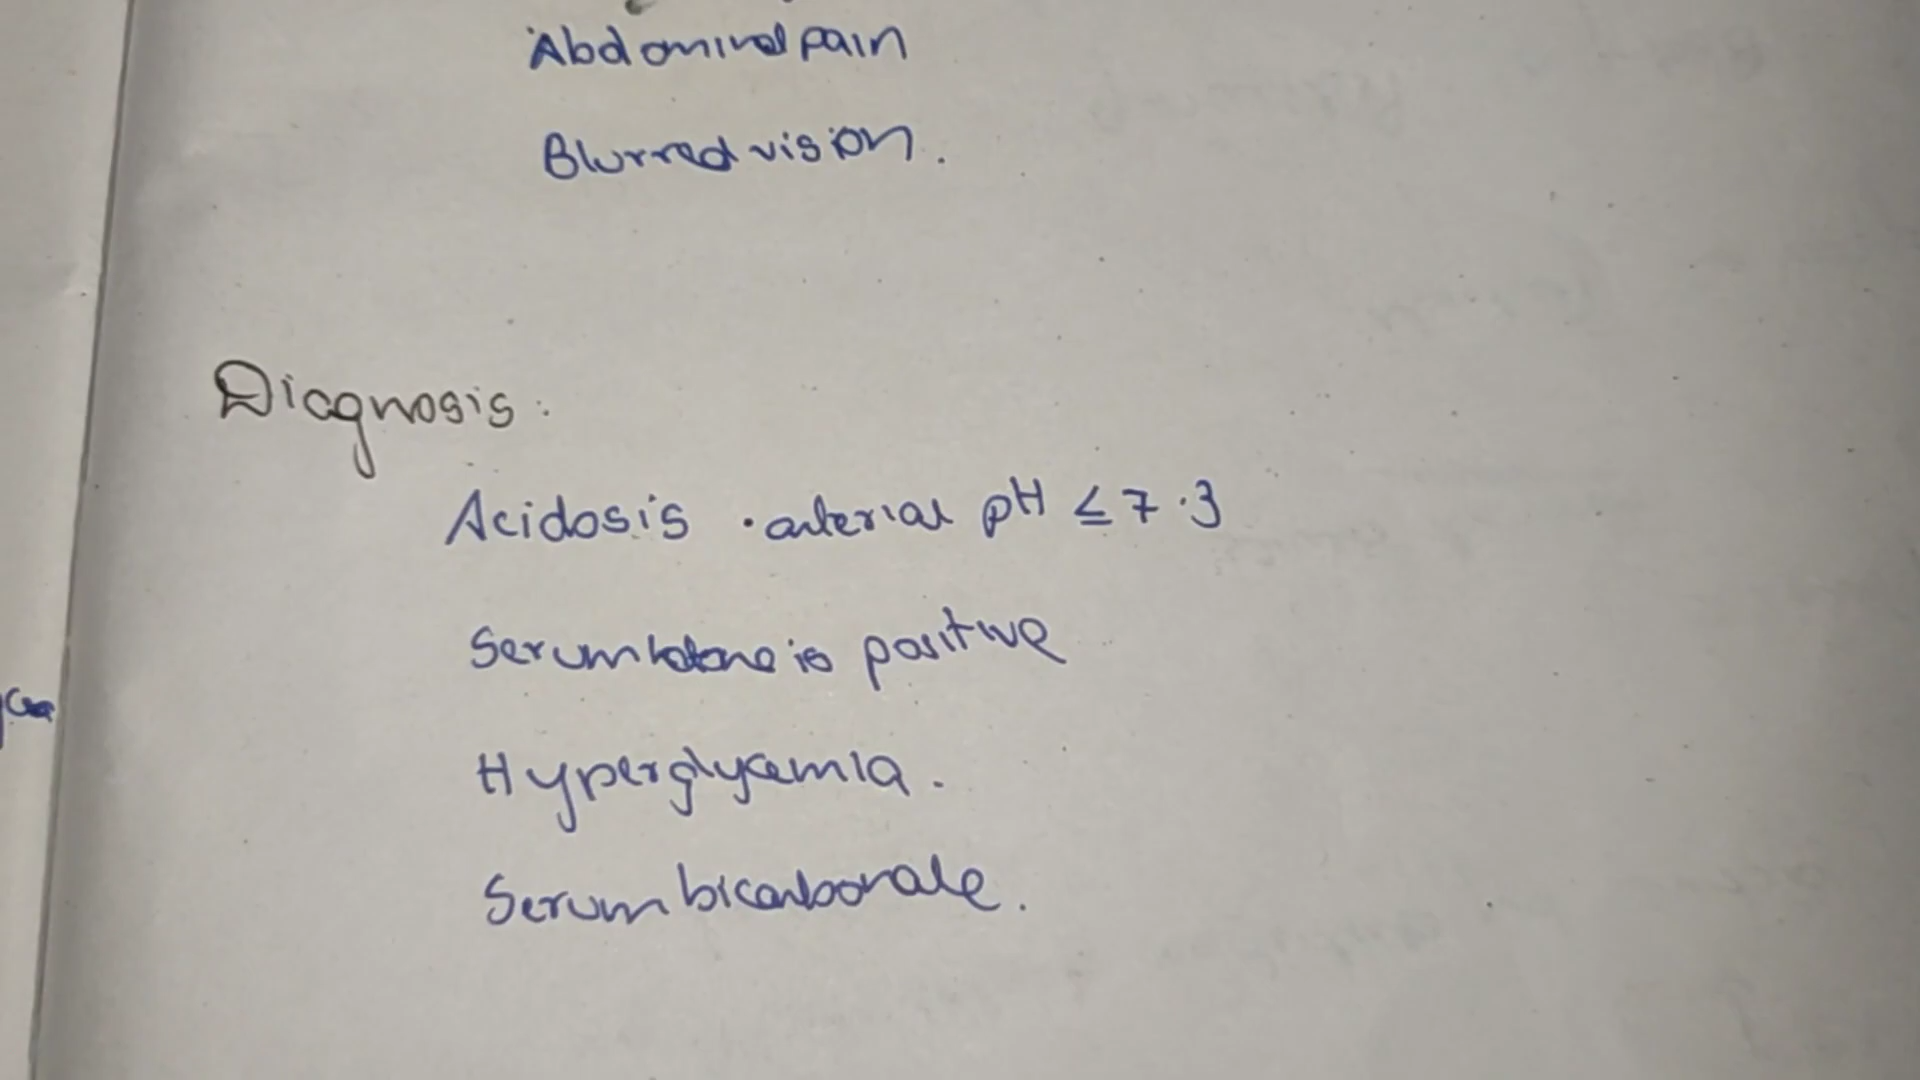 Abdominal pain
Blurred vision.
Diagnosis:
Acidosis · arterial pH ≤ 7.3
Serum ketone is positive
Hyperglycemia.
Serum bicarbonate.